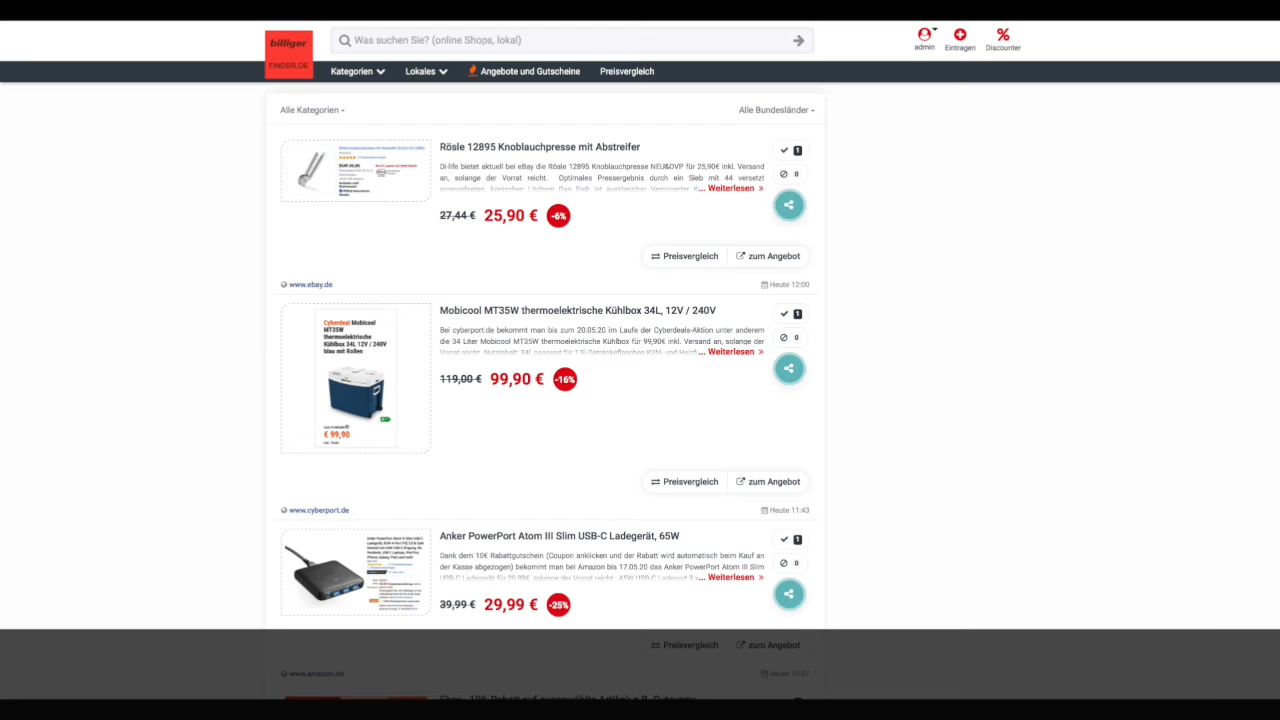 billiger
FINDER.DE
Was suchen Sie? (online Shops, lokal)
admin
Eintragen
Discounter
Kategorien
Lokales
Angebote und Gutscheine
Preisvergleich
Alle Kategorien
Alle Bundesländer
Rösle 12895 Knoblauchpresse mit Abstreifer
1
Di-life bietet aktuell bei eBay die Rösle 12895 Knoblauchpresse NEU&OVP für 25,90€ inkl. Versand
an, solange der Vorrat reicht. Optimales Pressergebnis durch ein Sieb mit 44 versetzt
0
... Weiterlesen »
27,44 € 25,90 € -6%
Preisvergleich
zum Angebot
www.ebay.de
Heute 12:00
Mobicool MT35W thermoelektrische Kühlbox 34L, 12V / 240V
1
Cyberdeal Mobicool
MT35W
thermoelektrische
Kühlbox 34L 12V / 240V
blau mit Rollen
€ 99,90
Bei cyberport.de bekommt man bis zum 20.05.20 im Laufe der Cyberdeals-Aktion unter anderem
die 34 Liter Mobicool MT35W thermoelektrische Kühlbox für 99,90€ inkl. Versand an, solange der
0
... Weiterlesen »
119,00 € 99,90 € -16%
Preisvergleich
zum Angebot
www.cyberport.de
Heute 11:43
Anker PowerPort Atom III Slim USB-C Ladegerät, 65W
1
Dank dem 10€ Rabattgutschein (Coupon anklicken und der Rabatt wird automatisch beim Kauf an
der Kasse abgezogen) bekommt man bei Amazon bis 17.05.20 das Anker PowerPort Atom III Slim
0
... Weiterlesen »
39,99 € 29,99 € -25%
Preisvergleich
zum Angebot
www.amazon.de
Heute 10:57